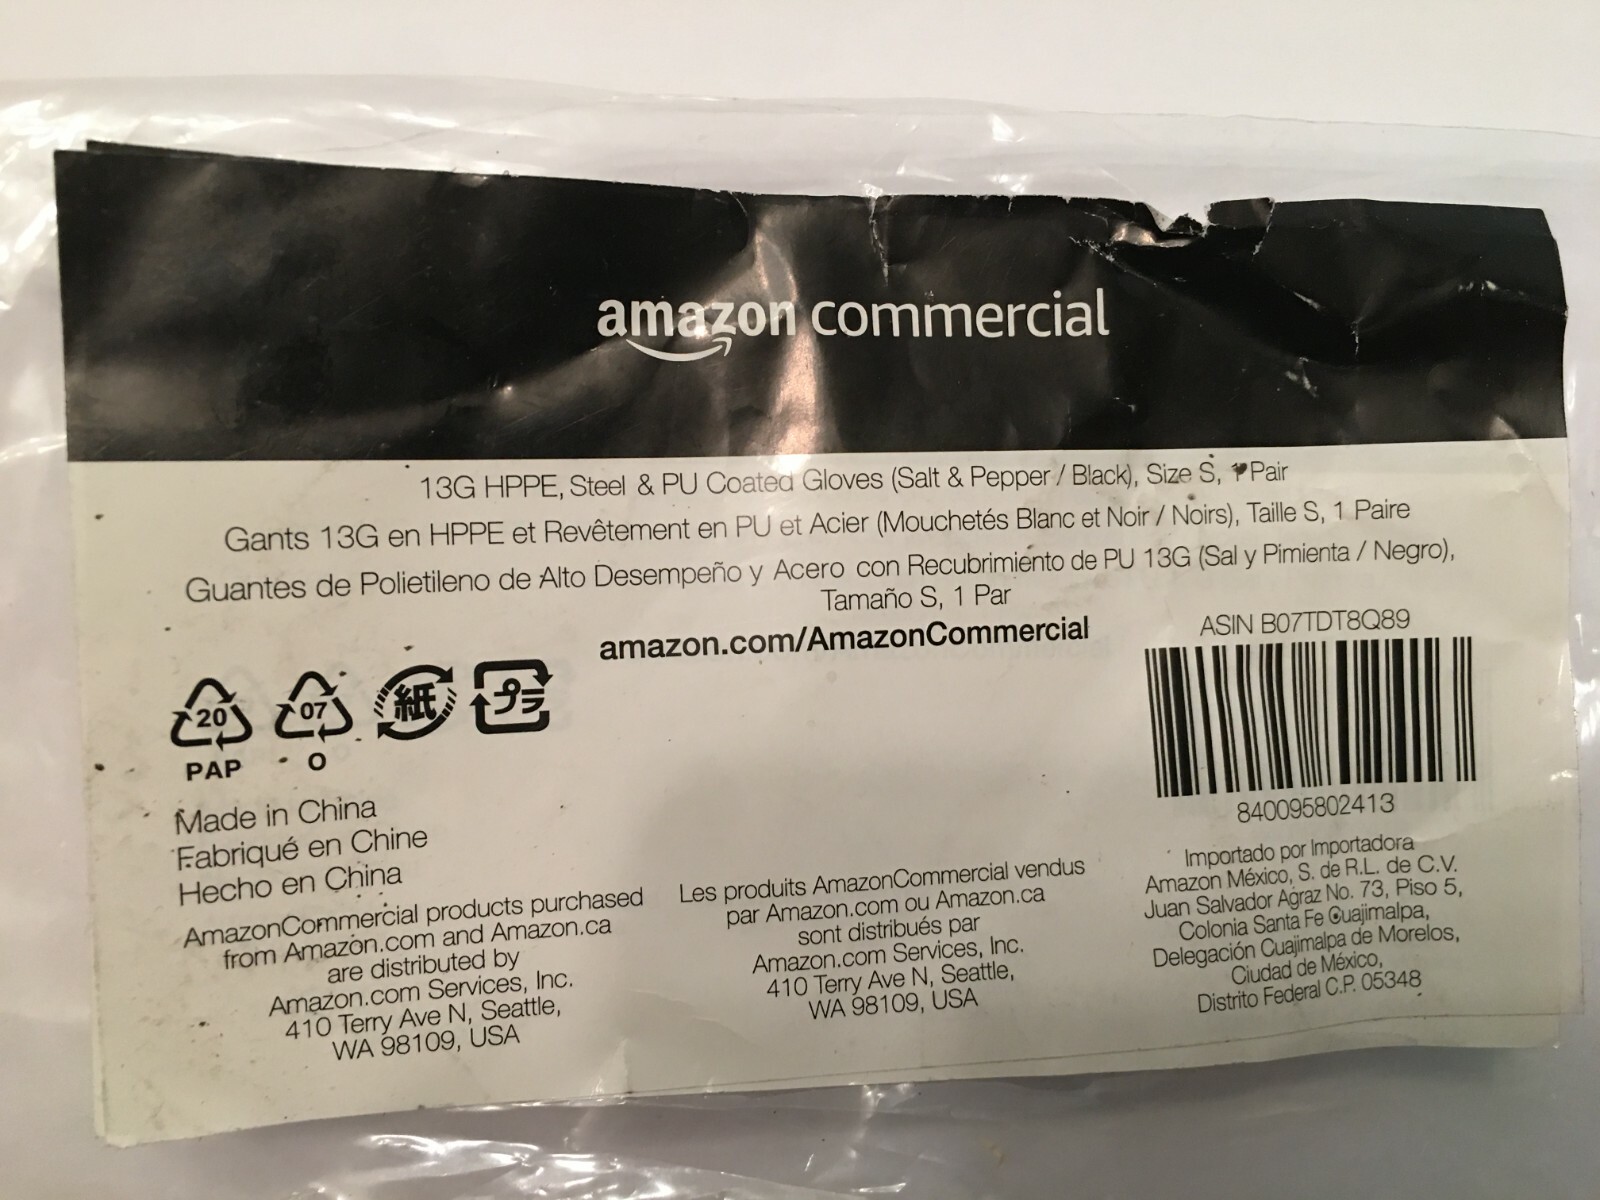 amazon commercial
13G HPPE, Steel & PU Coated Gloves (Salt & Pepper / Black), Size S, 1 Pair
Gants 13G en HPPE et Revêtement en PU et Acier (Mouchetés Blanc et Noir / Noirs), Taille S, 1 Paire
Guantes de Polietileno de Alto Desempeño y Acero con Recubrimiento de PU 13G (Sal y Pimienta / Negro),
Tamaño S, 1 Par
amazon.com/AmazonCommercial
ASIN B07TDT8Q89
840095802413
20
PAP
07
O
紙
プラ
Made in China
Fabriqué en Chine
Hecho en China
AmazonCommercial products purchased
from Amazon.com and Amazon.ca
are distributed by
Amazon.com Services, Inc.
410 Terry Ave N, Seattle,
WA 98109, USA
Les produits AmazonCommercial vendus
par Amazon.com ou Amazon.ca
sont distribués par
Amazon.com Services, Inc.
410 Terry Ave N, Seattle,
WA 98109, USA
Importado por Importadora
Amazon México, S. de R.L. de C.V.
Juan Salvador Agraz No. 73, Piso 5,
Colonia Santa Fe Cuajimalpa,
Delegación Cuajimalpa de Morelos,
Ciudad de México,
Distrito Federal C.P. 05348